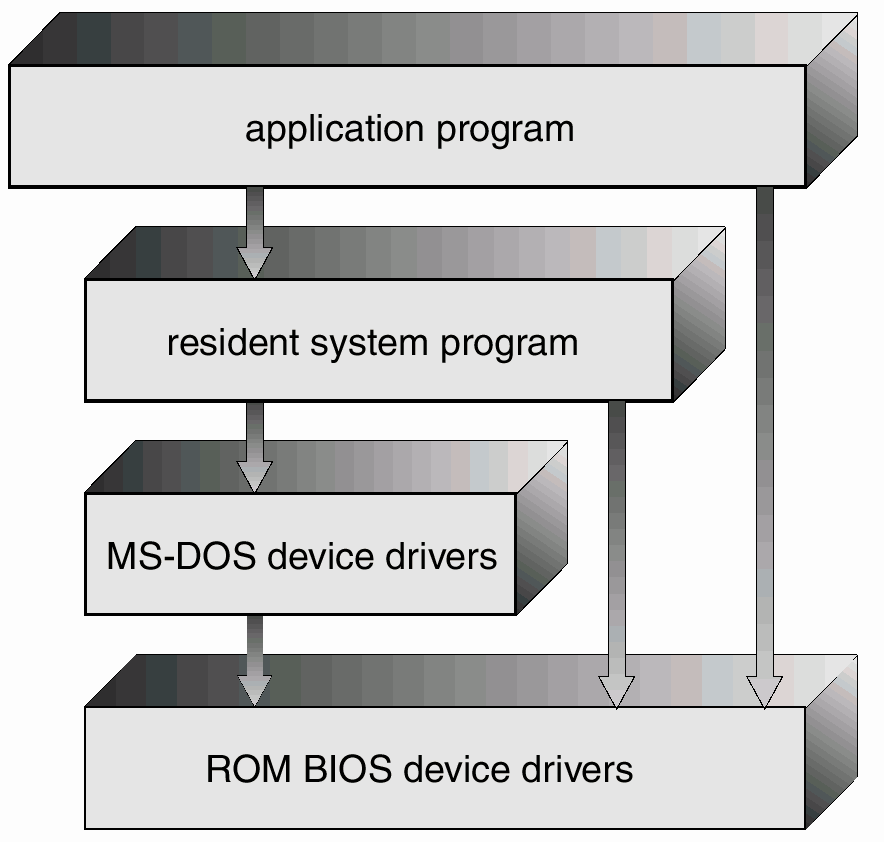 application program
resident system program
MS-DOS device drivers
ROM BIOS device drivers